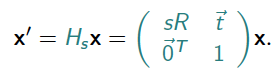 x′ = H_s x = ( sR t⃗ ; 0⃗^T 1 ) x.